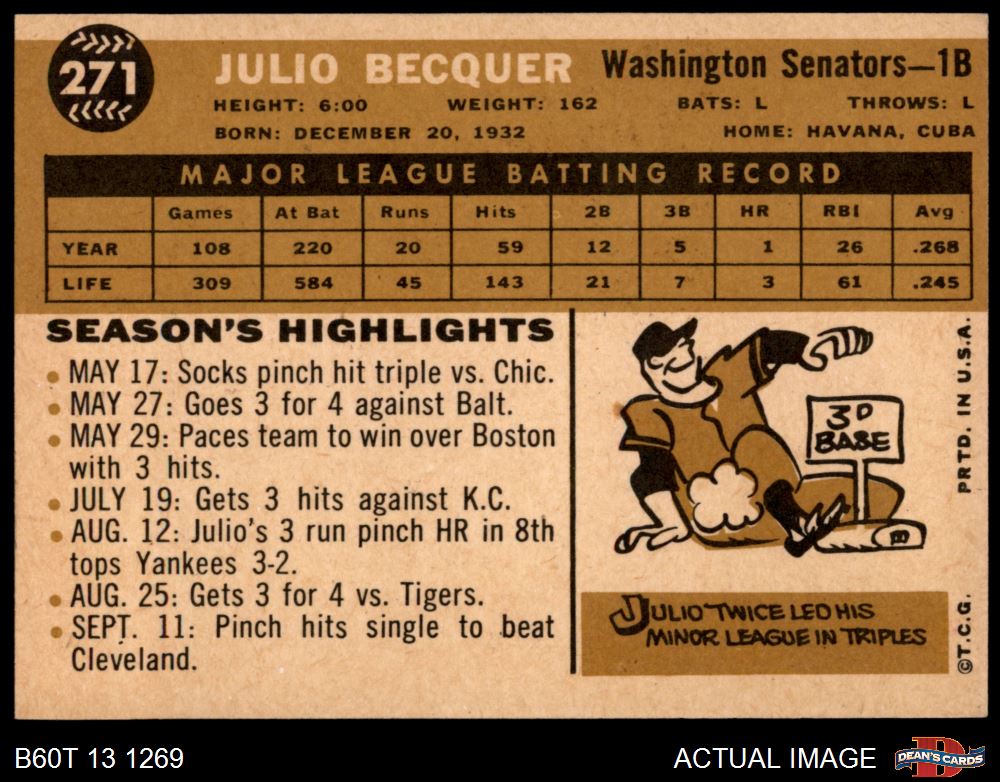 271
JULIO BECQUER Washington Senators—1B
HEIGHT: 6:00 WEIGHT: 162 BATS: L THROWS: L
BORN: DECEMBER 20, 1932 HOME: HAVANA, CUBA
MAJOR LEAGUE BATTING RECORD
Games At Bat Runs Hits 2B 3B HR RBI Avg
YEAR 108 220 20 59 12 5 1 26 .268
LIFE 309 584 45 143 21 7 3 61 .245
SEASON'S HIGHLIGHTS
• MAY 17: Socks pinch hit triple vs. Chic.
• MAY 27: Goes 3 for 4 against Balt.
• MAY 29: Paces team to win over Boston
with 3 hits.
• JULY 19: Gets 3 hits against K.C.
• AUG. 12: Julio's 3 run pinch HR in 8th
tops Yankees 3-2.
• AUG. 25: Gets 3 for 4 vs. Tigers.
• SEPT. 11: Pinch hits single to beat
Cleveland.
3D
BASE
JULIO TWICE LED HIS
MINOR LEAGUE IN TRIPLES
PRTD. IN U.S.A.
©T.C.G.
B60T 13 1269
ACTUAL IMAGE
D
DEAN'S CARDS